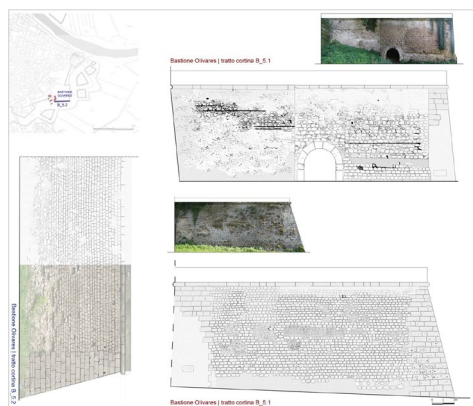 BASTIONE
OLIVARES
B_5.2
Bastione Olivares | tratto cortina B_5.1
Bastione Olivares | tratto cortina B_5.2
Bastione Olivares | tratto cortina B_5.1